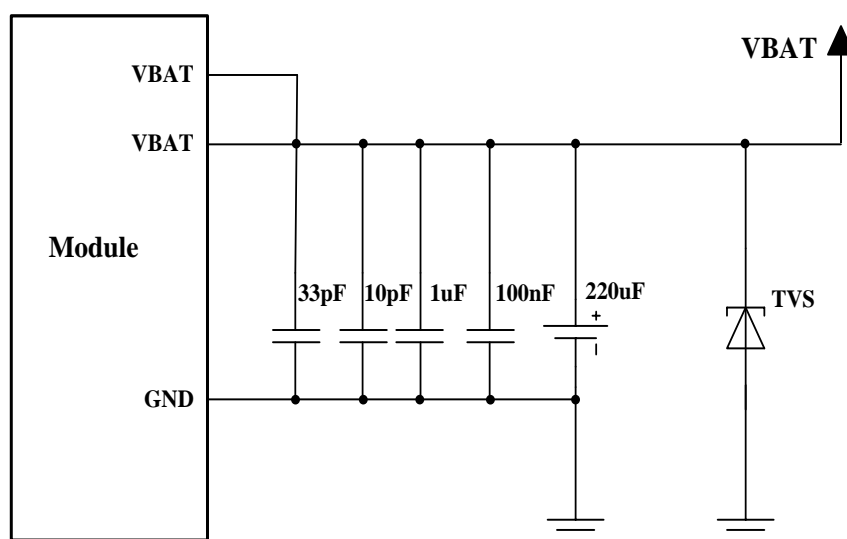 VBAT
VBAT
VBAT
Module
33pF 10pF 1uF 100nF 220uF
+
TVS
GND